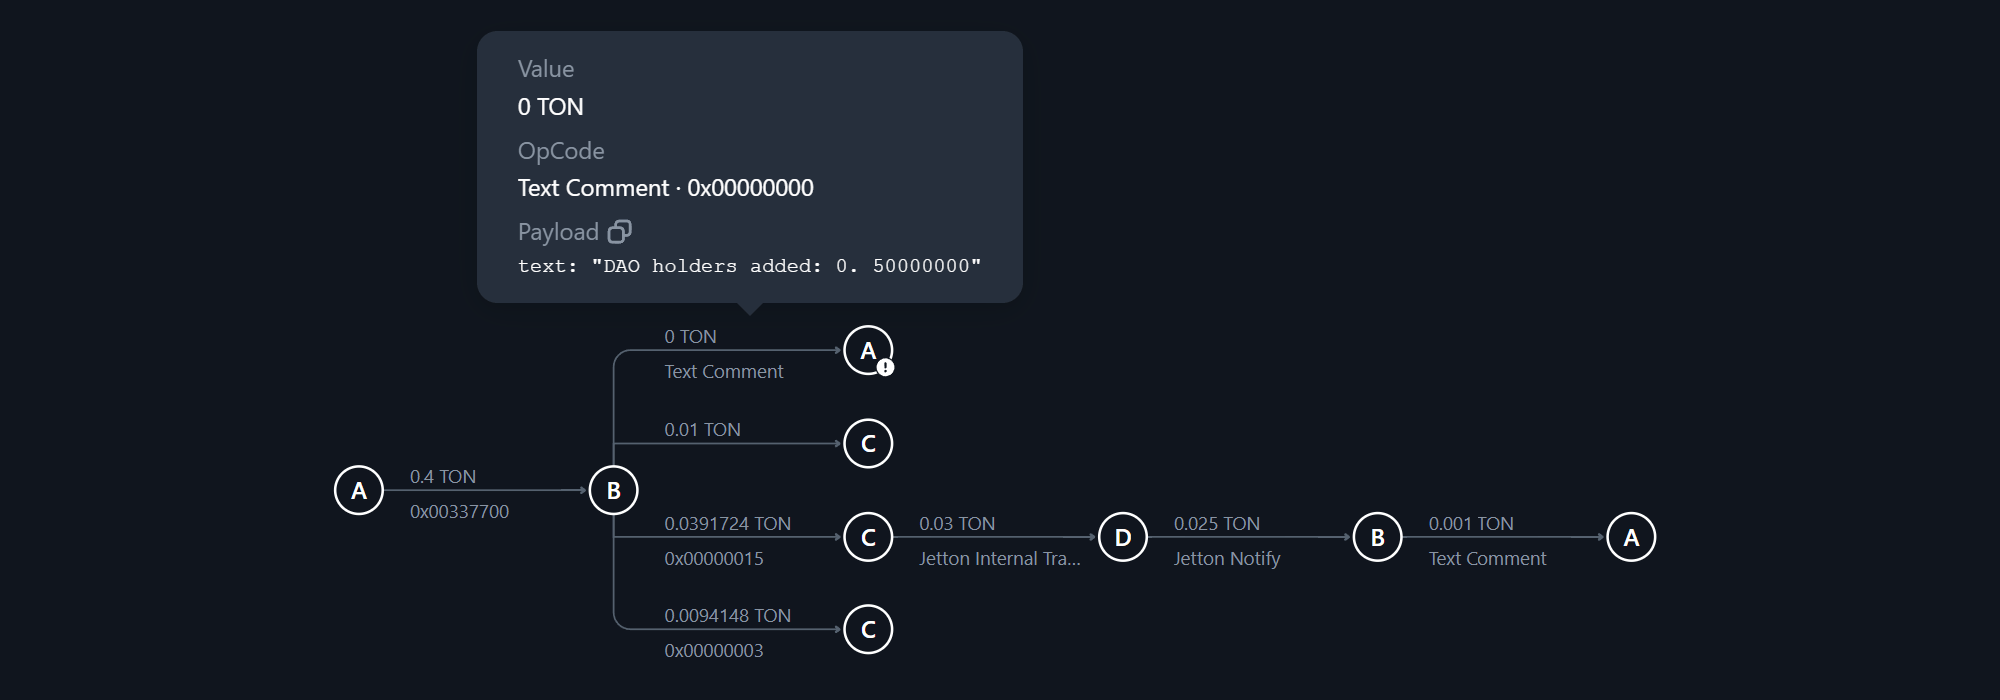 Value
0 TON
OpCode
Text Comment · 0x00000000
Payload
text: "DAO holders added: 0. 50000000"
0 TON
A
Text Comment
0.01 TON
C
0.4 TON
A
B
0x00337700
0.0391724 TON
0.03 TON
0.025 TON
0.001 TON
C
D
B
A
0x00000015
Jetton Internal Tra...
Jetton Notify
Text Comment
0.0094148 TON
C
0x00000003